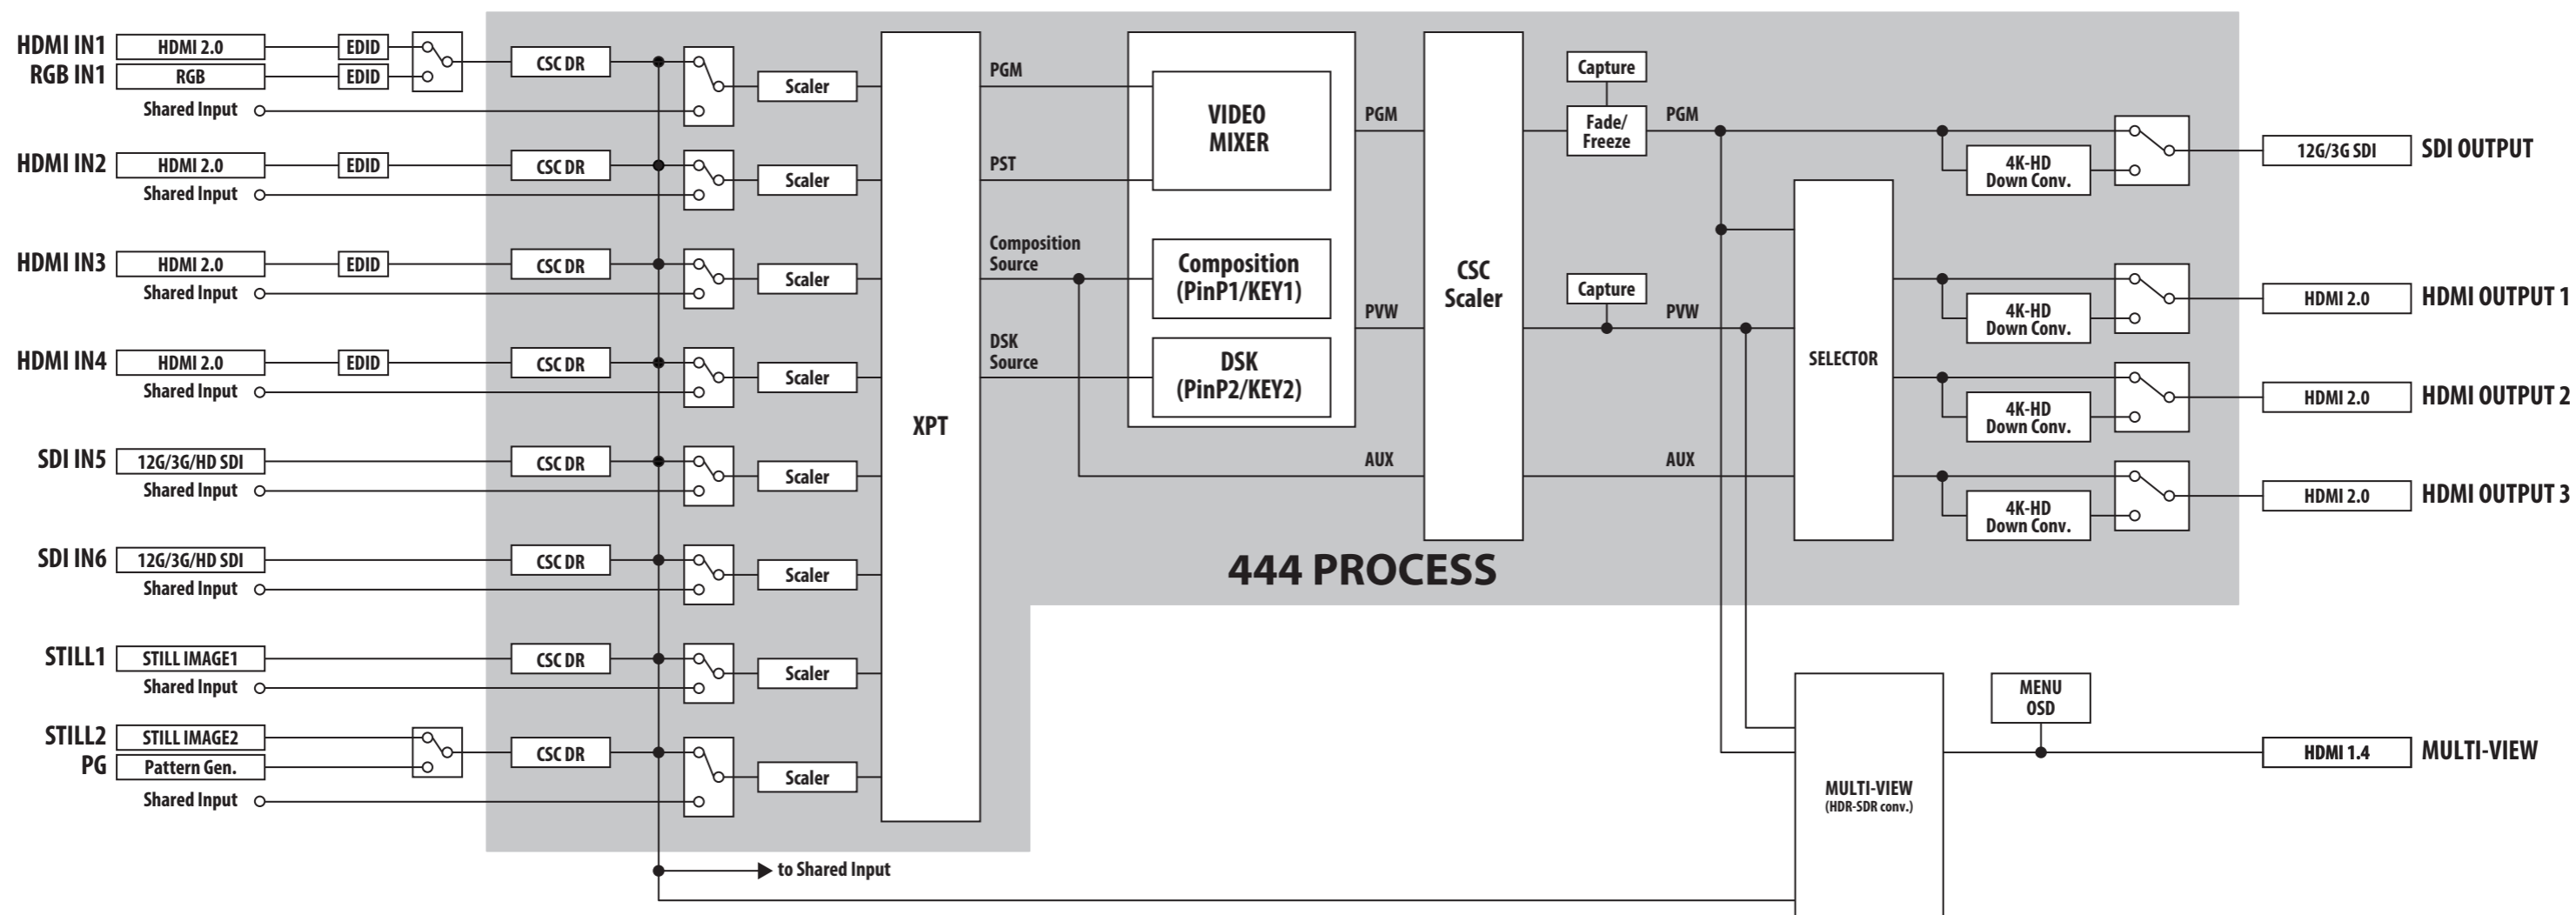 HDMI IN1 HDMI 2.0 EDID
RGB IN1 RGB EDID
CSC DR
Shared Input
Scaler
HDMI IN2 HDMI 2.0 EDID CSC DR
Shared Input
Scaler
HDMI IN3 HDMI 2.0 EDID CSC DR
Shared Input
Scaler
HDMI IN4 HDMI 2.0 EDID CSC DR
Shared Input
Scaler
SDI IN5 12G/3G/HD SDI CSC DR
Shared Input
Scaler
SDI IN6 12G/3G/HD SDI CSC DR
Shared Input
Scaler
STILL1 STILL IMAGE1 CSC DR
Shared Input
Scaler
STILL2 STILL IMAGE2
PG Pattern Gen.
CSC DR
Shared Input
Scaler
to Shared Input
XPT
PGM
PST
Composition
Source
DSK
Source
VIDEO
MIXER
Composition
(PinP1/KEY1)
DSK
(PinP2/KEY2)
PGM
PVW
AUX
CSC
Scaler
444 PROCESS
Capture
Fade/
Freeze
PGM
Capture
PVW
AUX
SELECTOR
4K-HD
Down Conv.
12G/3G SDI SDI OUTPUT
4K-HD
Down Conv.
HDMI 2.0 HDMI OUTPUT 1
4K-HD
Down Conv.
HDMI 2.0 HDMI OUTPUT 2
4K-HD
Down Conv.
HDMI 2.0 HDMI OUTPUT 3
MULTI-VIEW
(HDR-SDR conv.)
MENU
OSD
HDMI 1.4 MULTI-VIEW